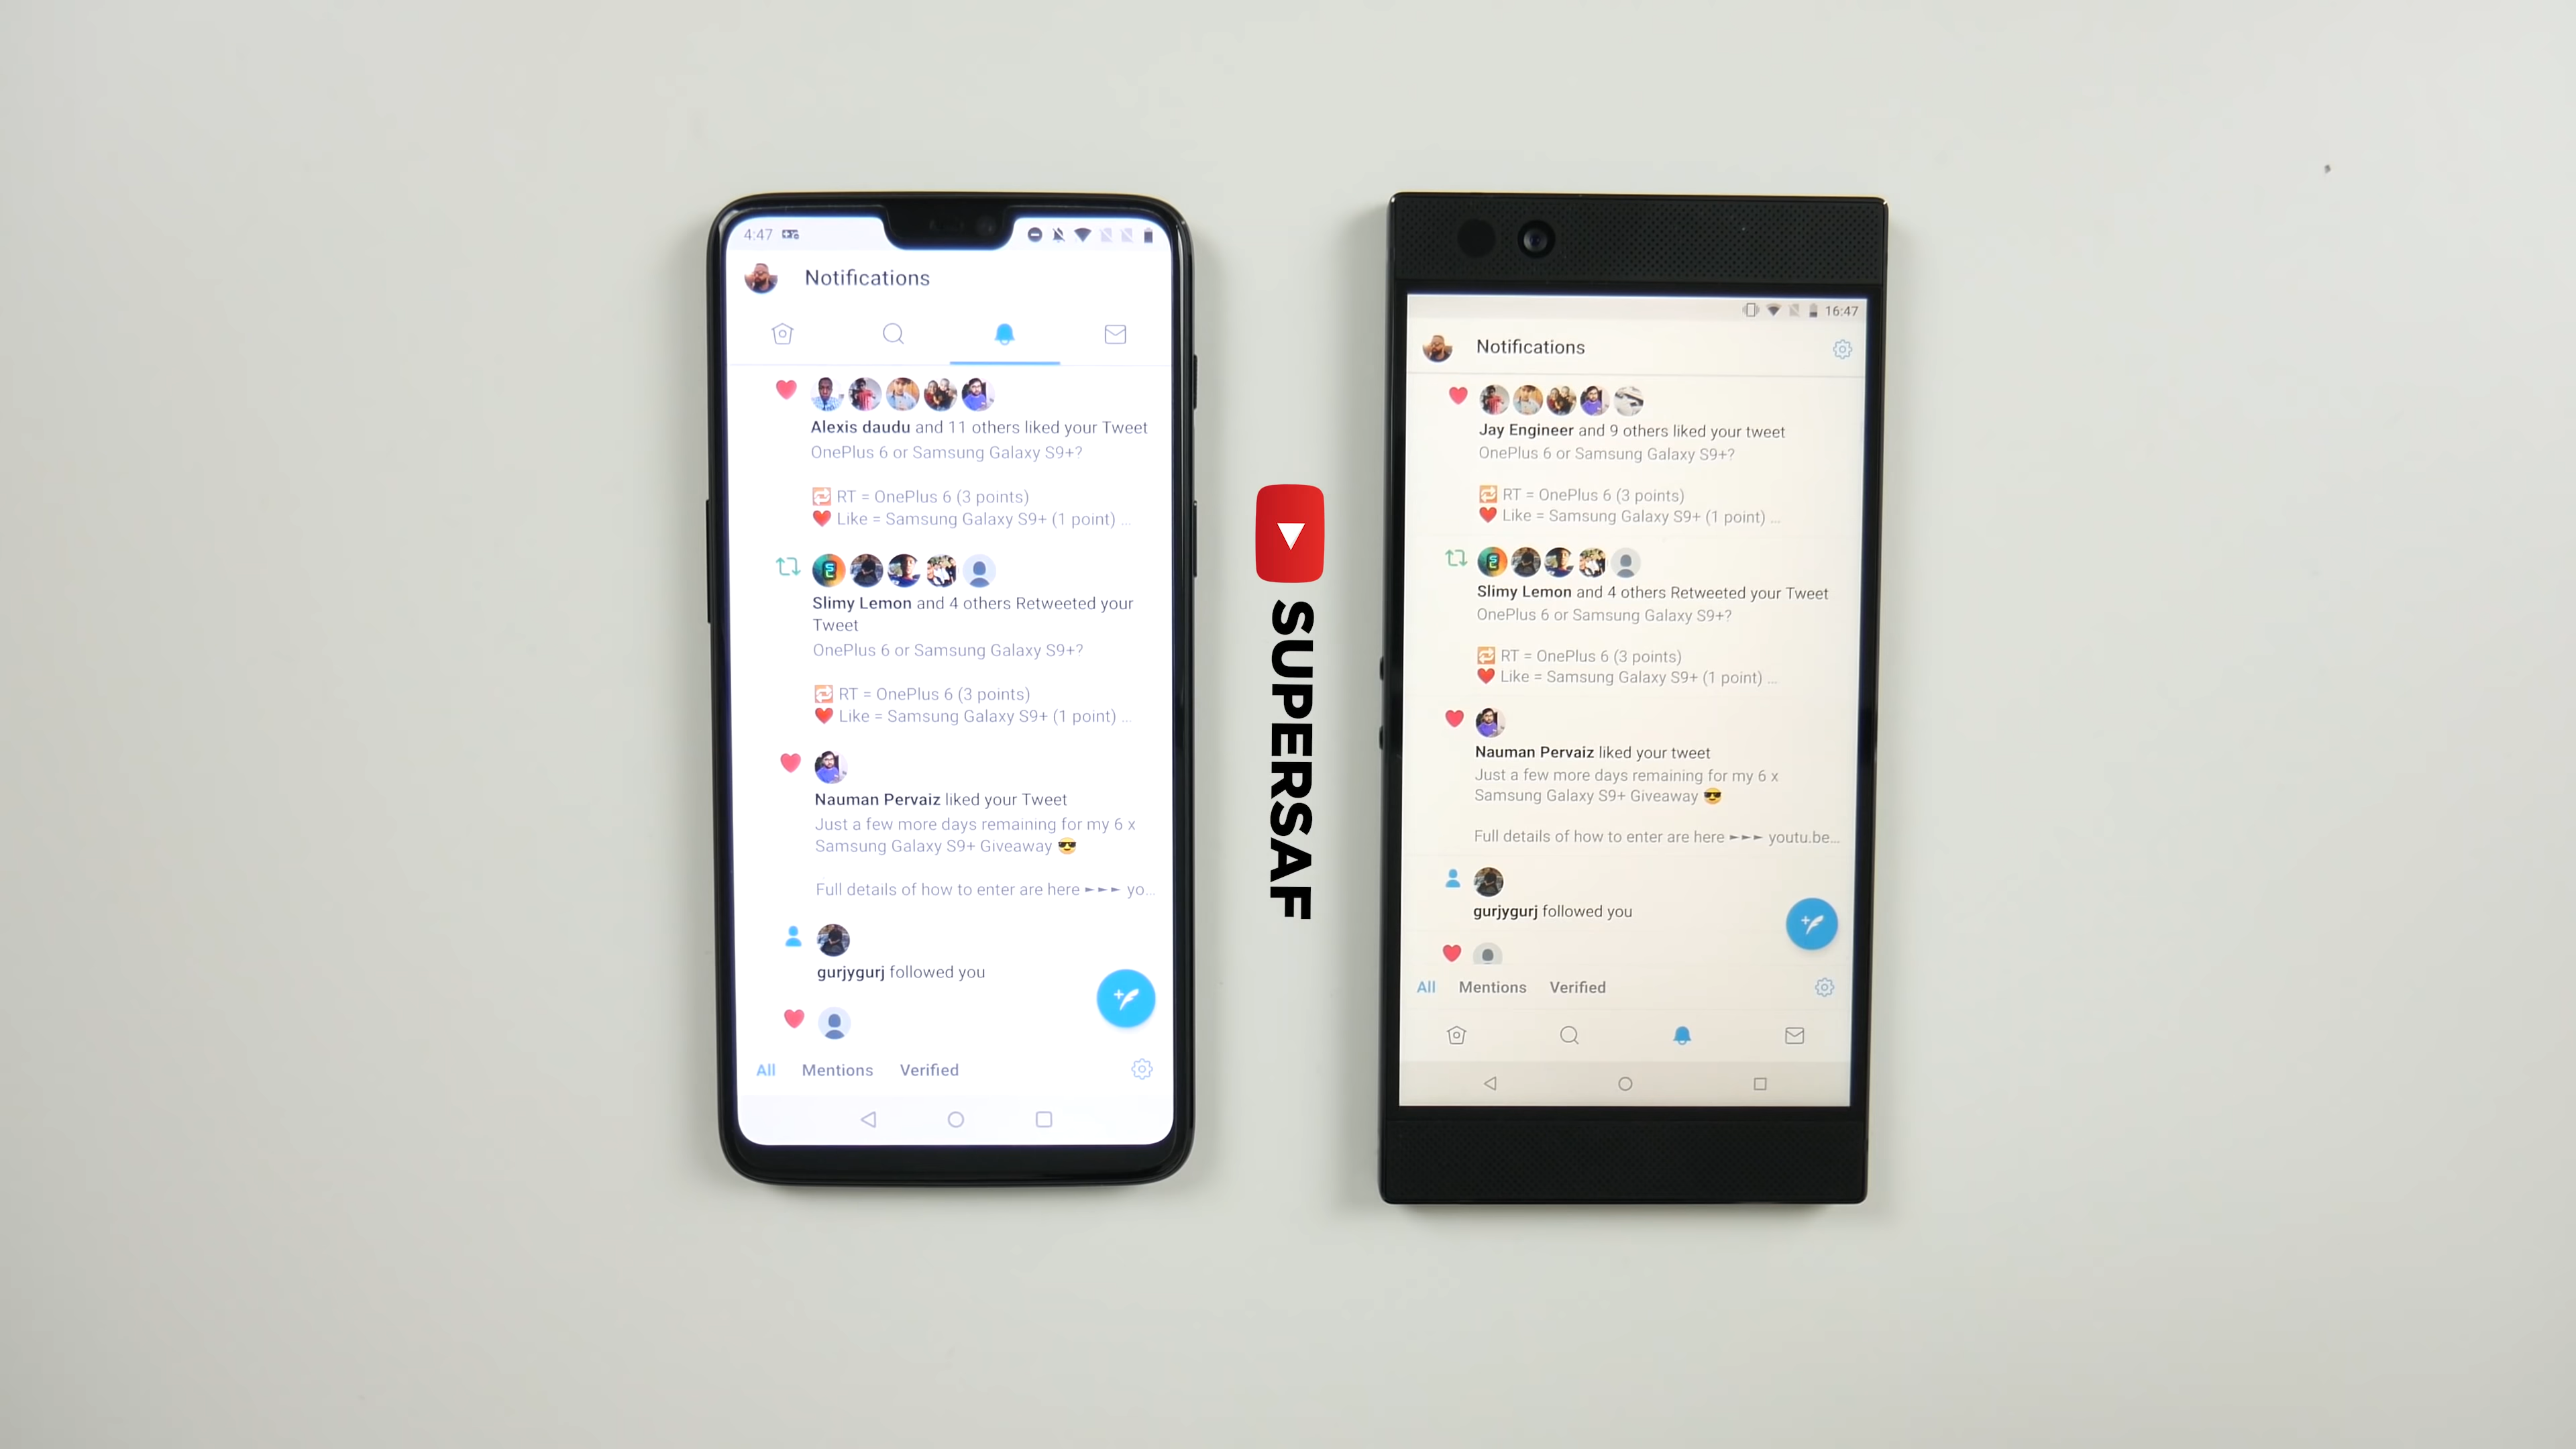 4:47
Notifications
Alexis daudu and 11 others liked your Tweet
OnePlus 6 or Samsung Galaxy S9+?
🔁 RT = OnePlus 6 (3 points)
❤️ Like = Samsung Galaxy S9+ (1 point) ...
Slimy Lemon and 4 others Retweeted your
Tweet
OnePlus 6 or Samsung Galaxy S9+?
🔁 RT = OnePlus 6 (3 points)
❤️ Like = Samsung Galaxy S9+ (1 point) ...
Nauman Pervaiz liked your Tweet
Just a few more days remaining for my 6 x
Samsung Galaxy S9+ Giveaway 😎
Full details of how to enter are here ►►► yo...
gurjygurj followed you
All Mentions Verified
SUPERSAF
16:47
Notifications
Jay Engineer and 9 others liked your tweet
OnePlus 6 or Samsung Galaxy S9+?
🔁 RT = OnePlus 6 (3 points)
❤️ Like = Samsung Galaxy S9+ (1 point) ...
Slimy Lemon and 4 others Retweeted your Tweet
OnePlus 6 or Samsung Galaxy S9+?
🔁 RT = OnePlus 6 (3 points)
❤️ Like = Samsung Galaxy S9+ (1 point) ...
Nauman Pervaiz liked your tweet
Just a few more days remaining for my 6 x
Samsung Galaxy S9+ Giveaway 😎
Full details of how to enter are here ►►► youtu.be...
gurjygurj followed you
All Mentions Verified